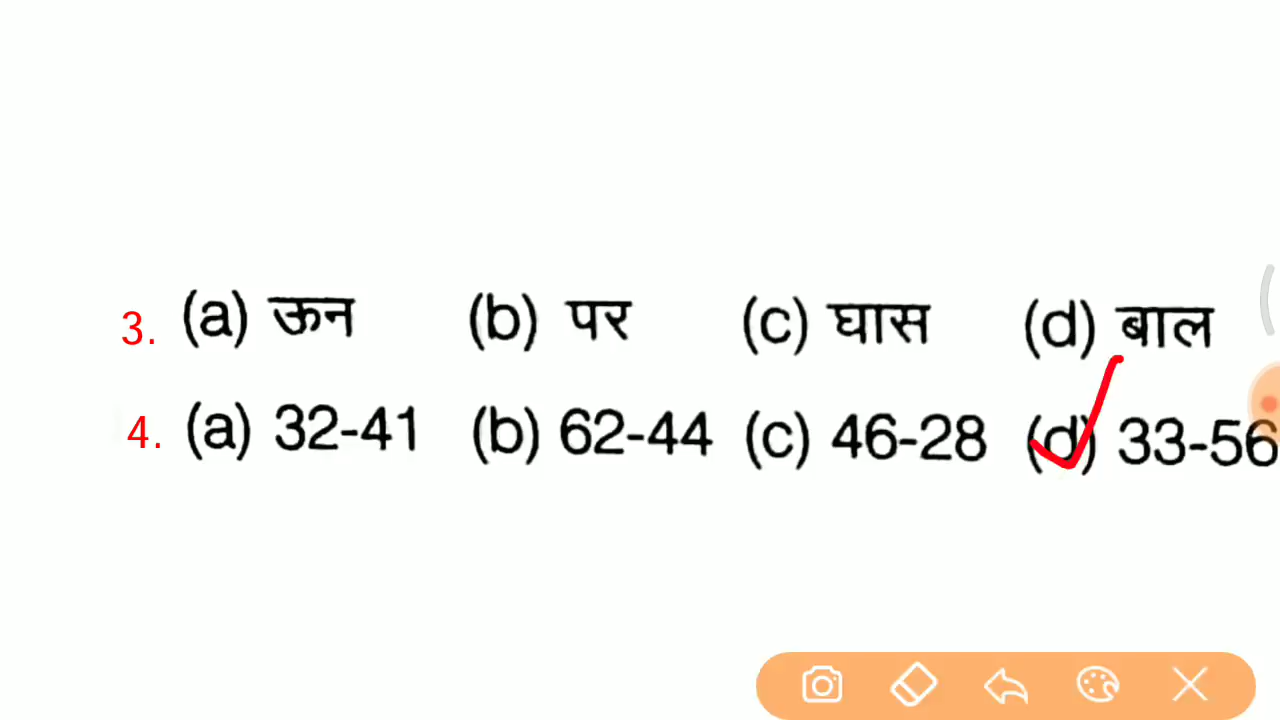 3. (a) ऊन (b) पर (c) घास (d) बाल
4. (a) 32-41 (b) 62-44 (c) 46-28 (d) 33-56